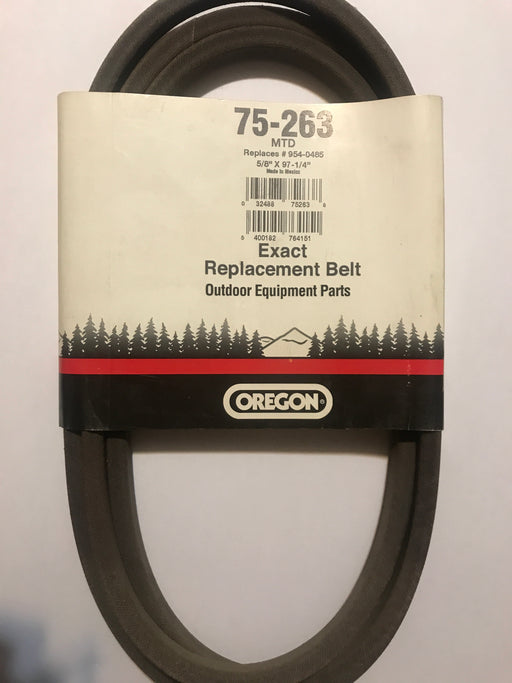 75-263
MTD
Replaces # 954-0485
5/8" X 97-1/4"
Made in Mexico
0 32488 75263 8
5 400182 764151
Exact
Replacement Belt
Outdoor Equipment Parts
OREGON®